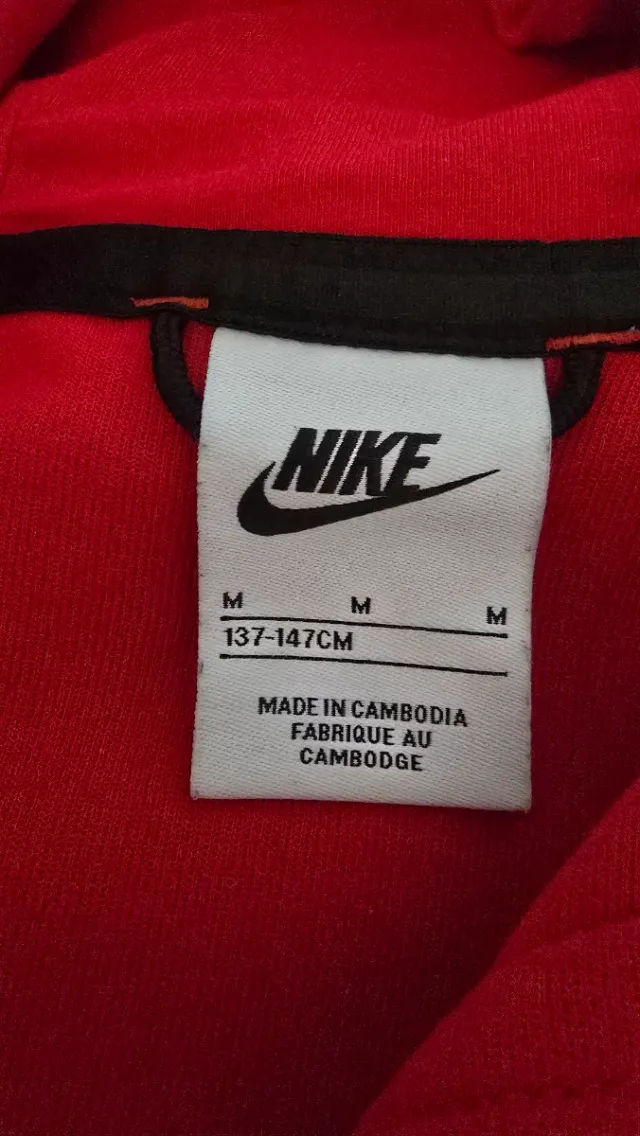 NIKE
M M M
137-147CM
MADE IN CAMBODIA
FABRIQUE AU
CAMBODGE